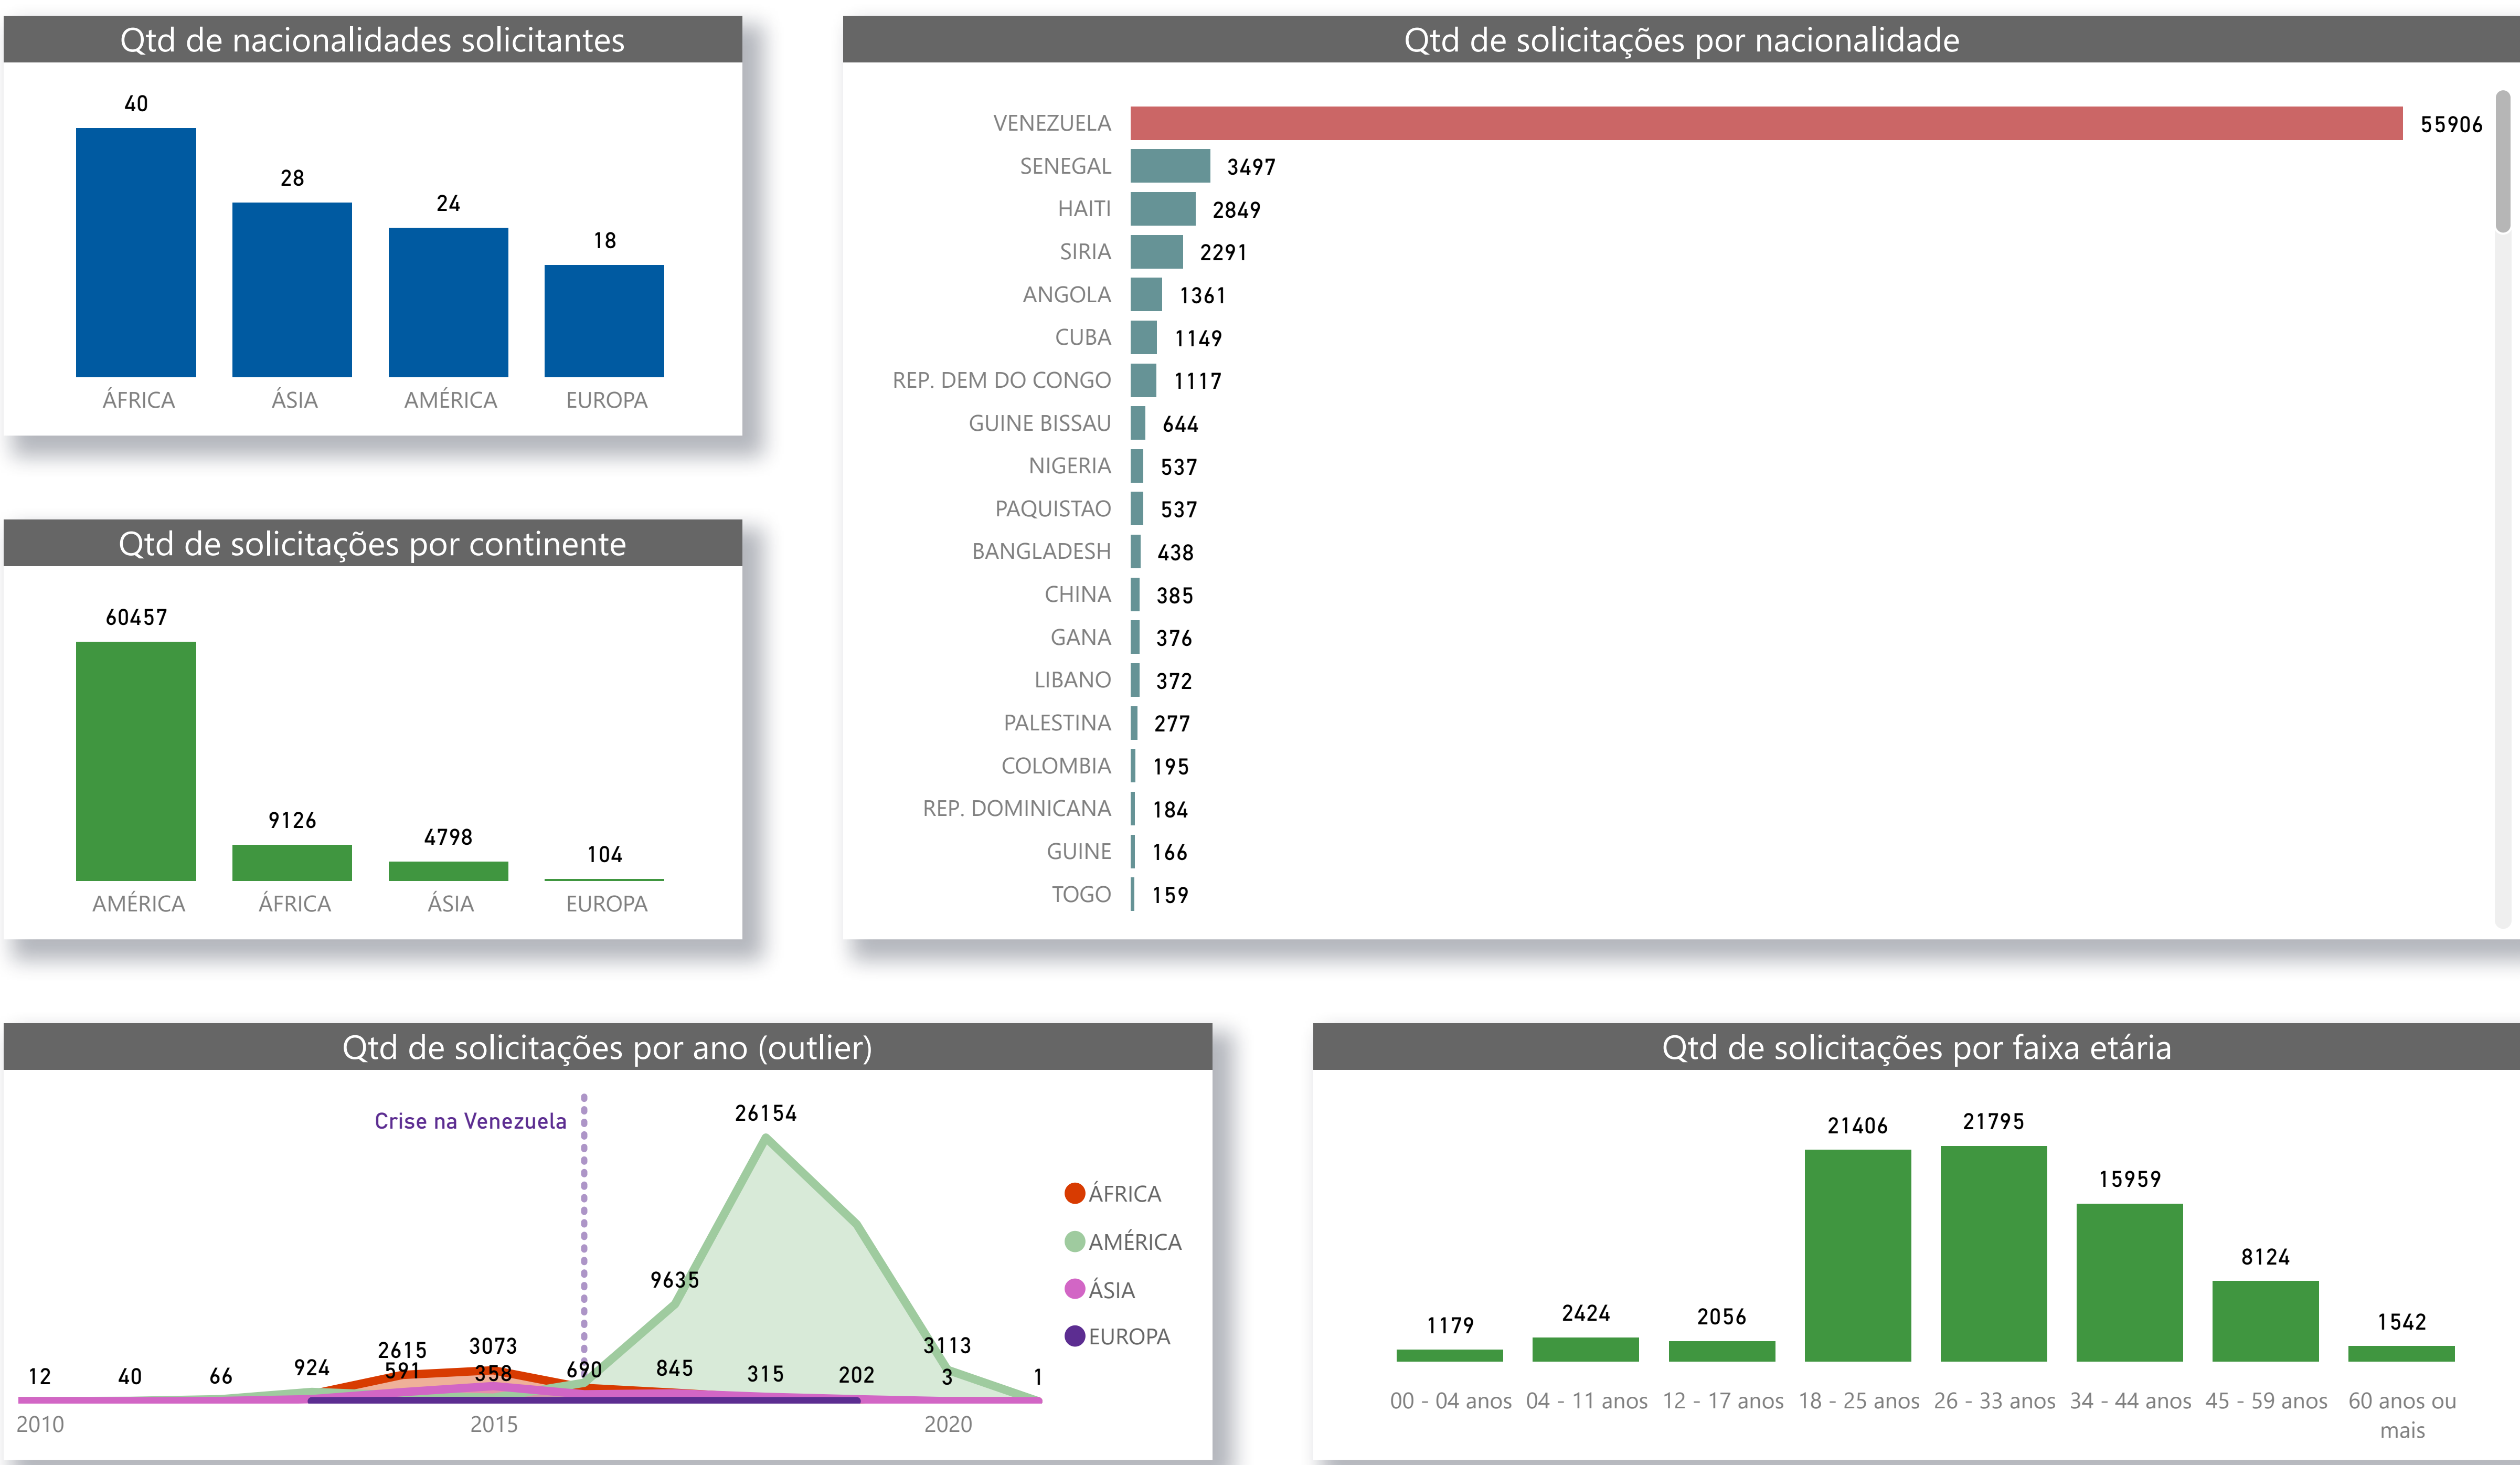 Qtd de nacionalidades solicitantes
40
28
24
18
ÁFRICA ÁSIA AMÉRICA EUROPA
Qtd de solicitações por continente
60457
9126
4798
104
AMÉRICA ÁFRICA ÁSIA EUROPA
Qtd de solicitações por nacionalidade
VENEZUELA 55906
SENEGAL 3497
HAITI 2849
SIRIA 2291
ANGOLA 1361
CUBA 1149
REP. DEM DO CONGO 1117
GUINE BISSAU 644
NIGERIA 537
PAQUISTAO 537
BANGLADESH 438
CHINA 385
GANA 376
LIBANO 372
PALESTINA 277
COLOMBIA 195
REP. DOMINICANA 184
GUINE 166
TOGO 159
Qtd de solicitações por ano (outlier)
Crise na Venezuela
26154
9635
2615 3073 3113
12 40 66 924 591 358 690 845 315 202 3 1
2010 2015 2020
ÁFRICA
AMÉRICA
ÁSIA
EUROPA
Qtd de solicitações por faixa etária
1179 2424 2056 21406 21795 15959 8124 1542
00 - 04 anos 04 - 11 anos 12 - 17 anos 18 - 25 anos 26 - 33 anos 34 - 44 anos 45 - 59 anos 60 anos ou
mais